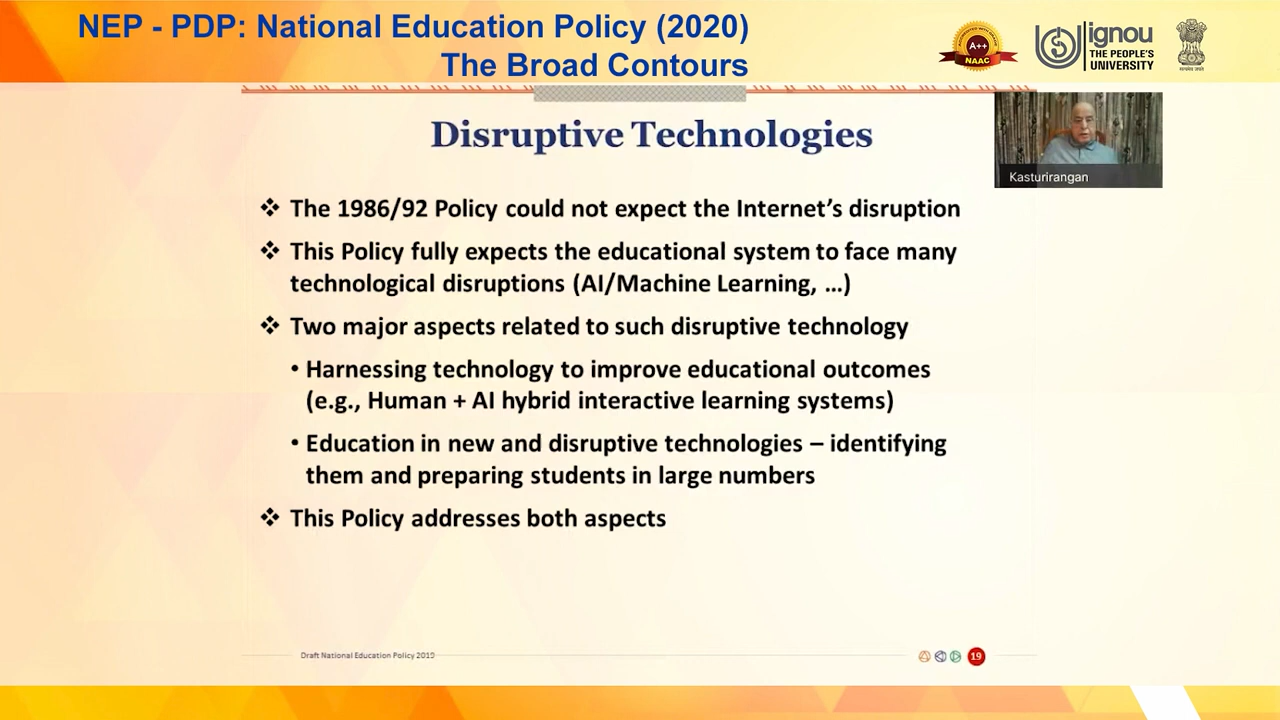 NEP - PDP: National Education Policy (2020)
The Broad Contours
A++
NAAC
ignou
THE PEOPLE'S
UNIVERSITY
Disruptive Technologies
Kasturirangan
❖ The 1986/92 Policy could not expect the Internet's disruption
❖ This Policy fully expects the educational system to face many
technological disruptions (AI/Machine Learning, ...)
❖ Two major aspects related to such disruptive technology
• Harnessing technology to improve educational outcomes
(e.g., Human + AI hybrid interactive learning systems)
• Education in new and disruptive technologies – identifying
them and preparing students in large numbers
❖ This Policy addresses both aspects
Draft National Education Policy 2019
19